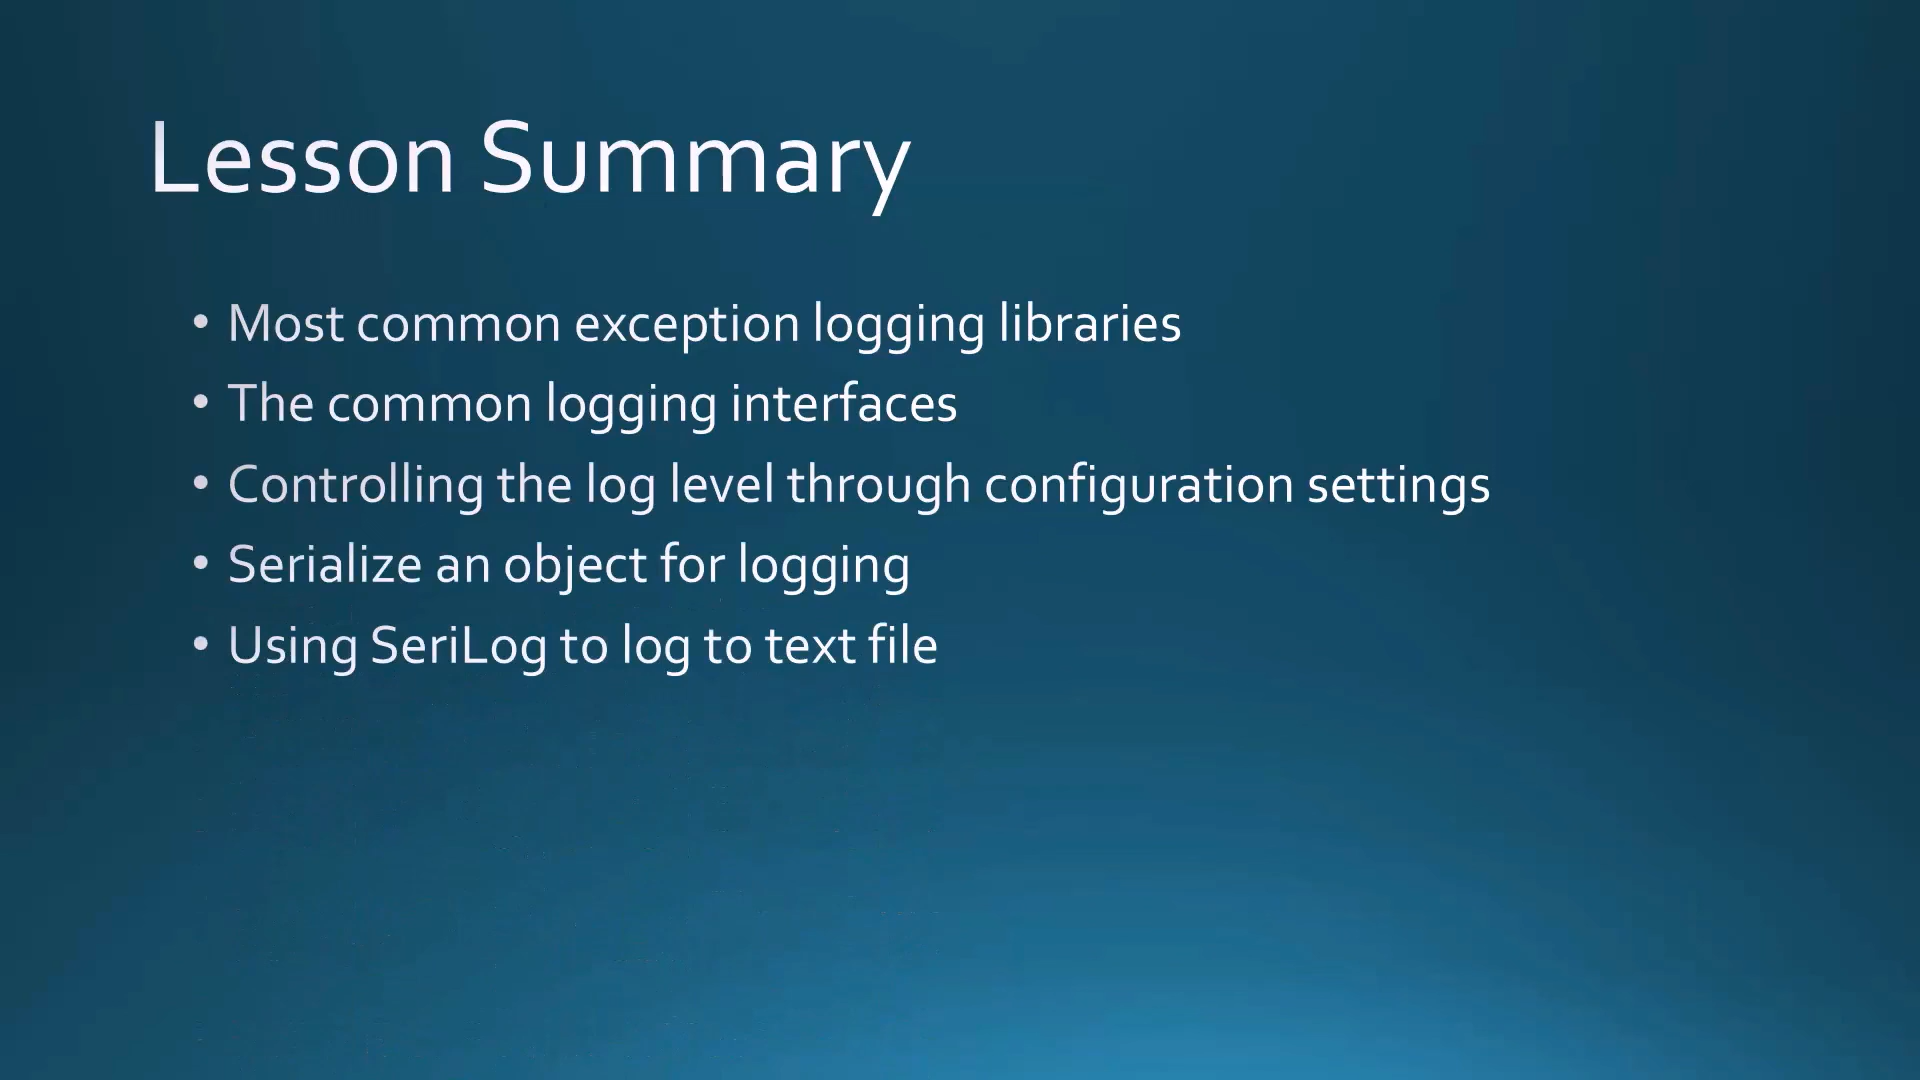 Lesson Summary
• Most common exception logging libraries
• The common logging interfaces
• Controlling the log level through configuration settings
• Serialize an object for logging
• Using SeriLog to log to text file